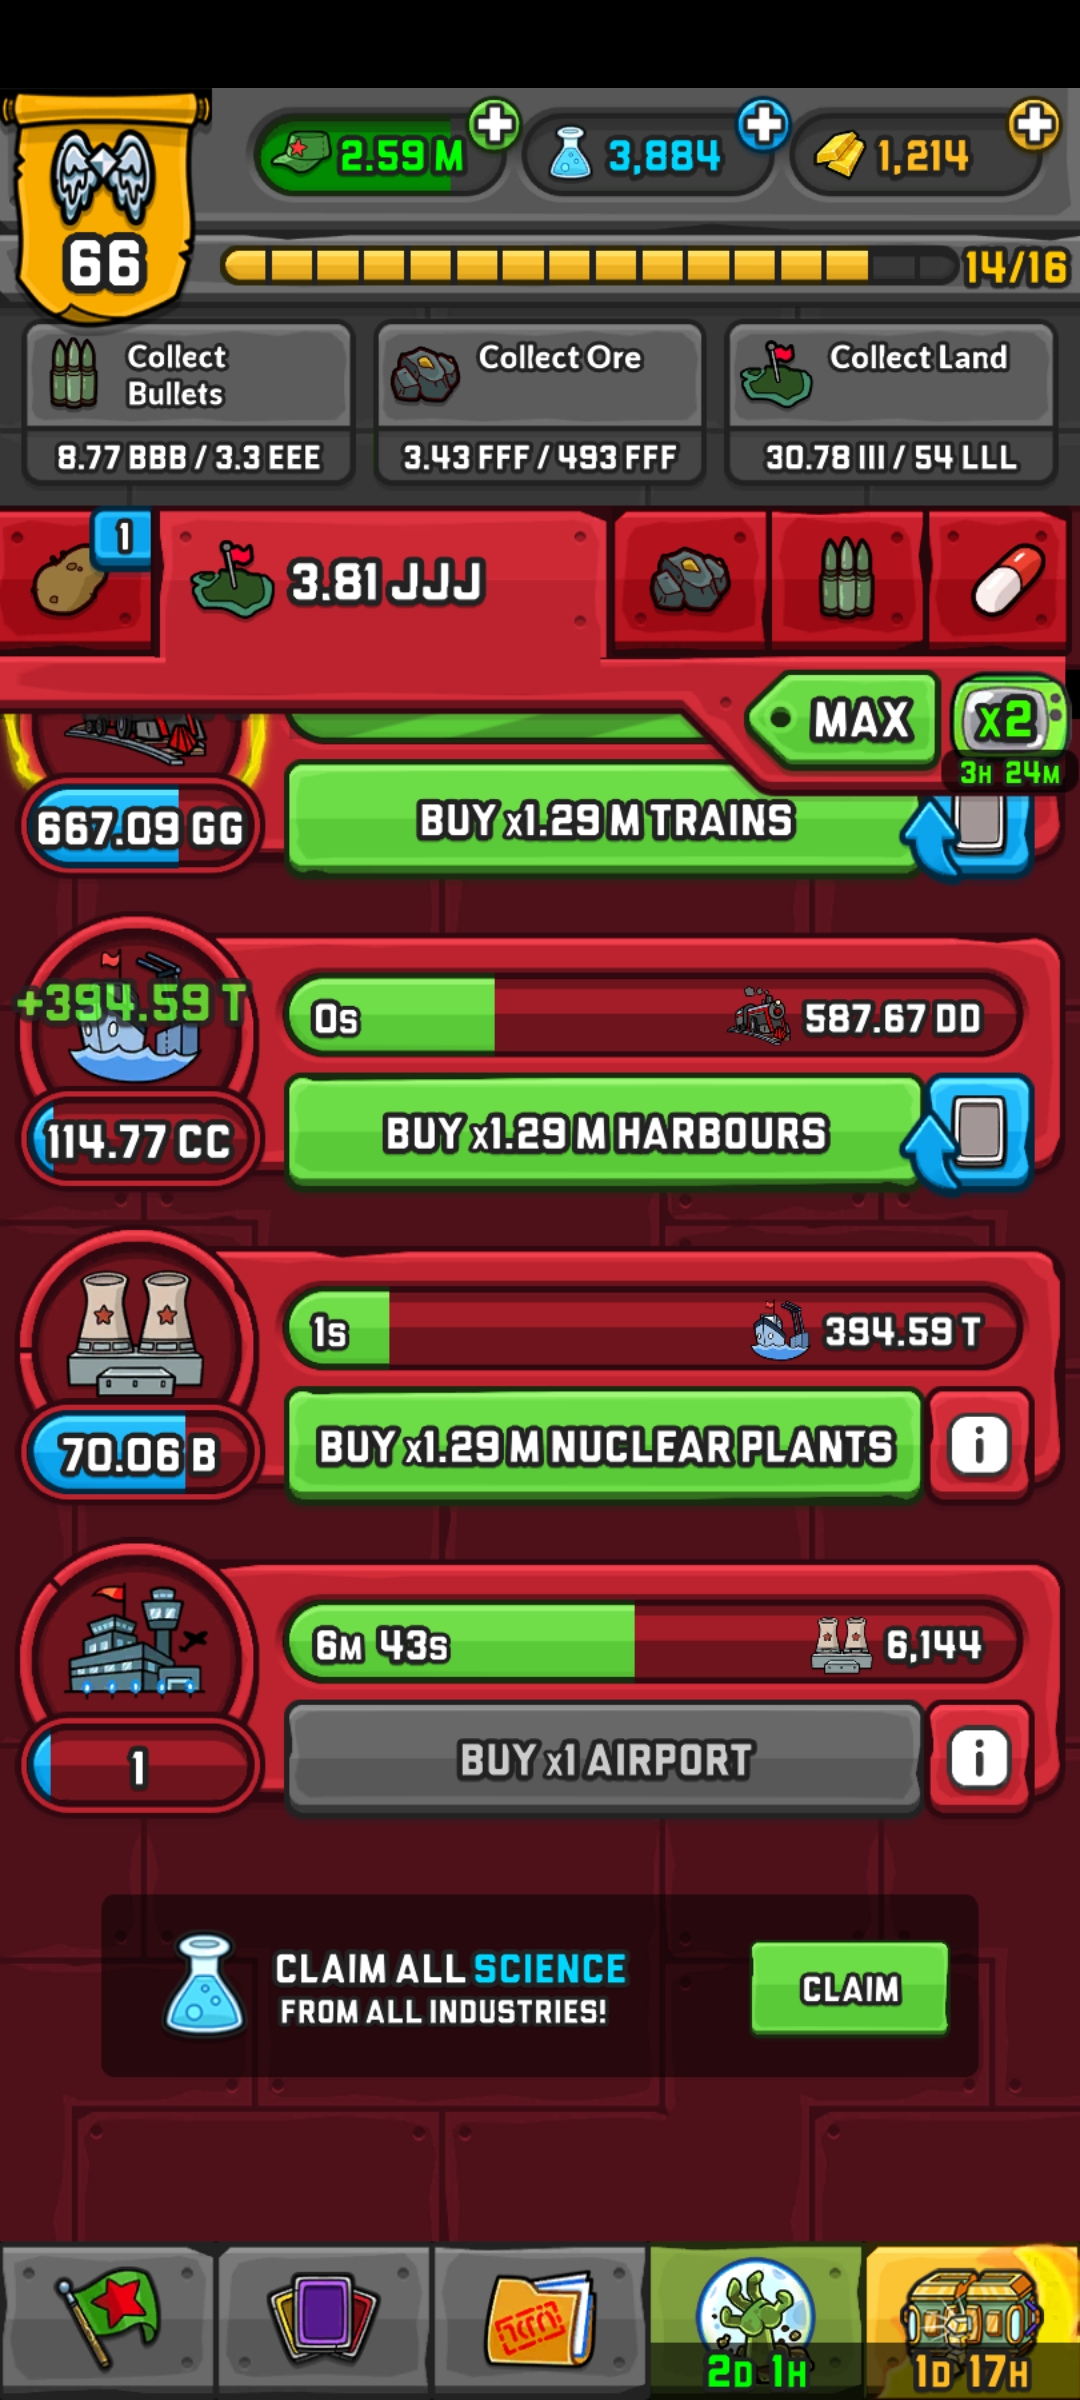 2.59 M
3,884
1,214
66
14/16
Collect
Bullets
8.77 BBB / 3.3 EEE
Collect Ore
3.43 FFF / 493 FFF
Collect Land
30.78 III / 54 LLL
1
3.81 JJJ
MAX
x2
3H 24M
667.09 GG
BUY x1.29 M TRAINS
+394.59 T
0s
587.67 DD
114.77 CC
BUY x1.29 M HARBOURS
1s
394.59 T
70.06 B
BUY x1.29 M NUCLEAR PLANTS
i
6M 43s
6,144
1
BUY x1 AIRPORT
i
CLAIM ALL SCIENCE
FROM ALL INDUSTRIES!
CLAIM
2D 1H
1D 17H